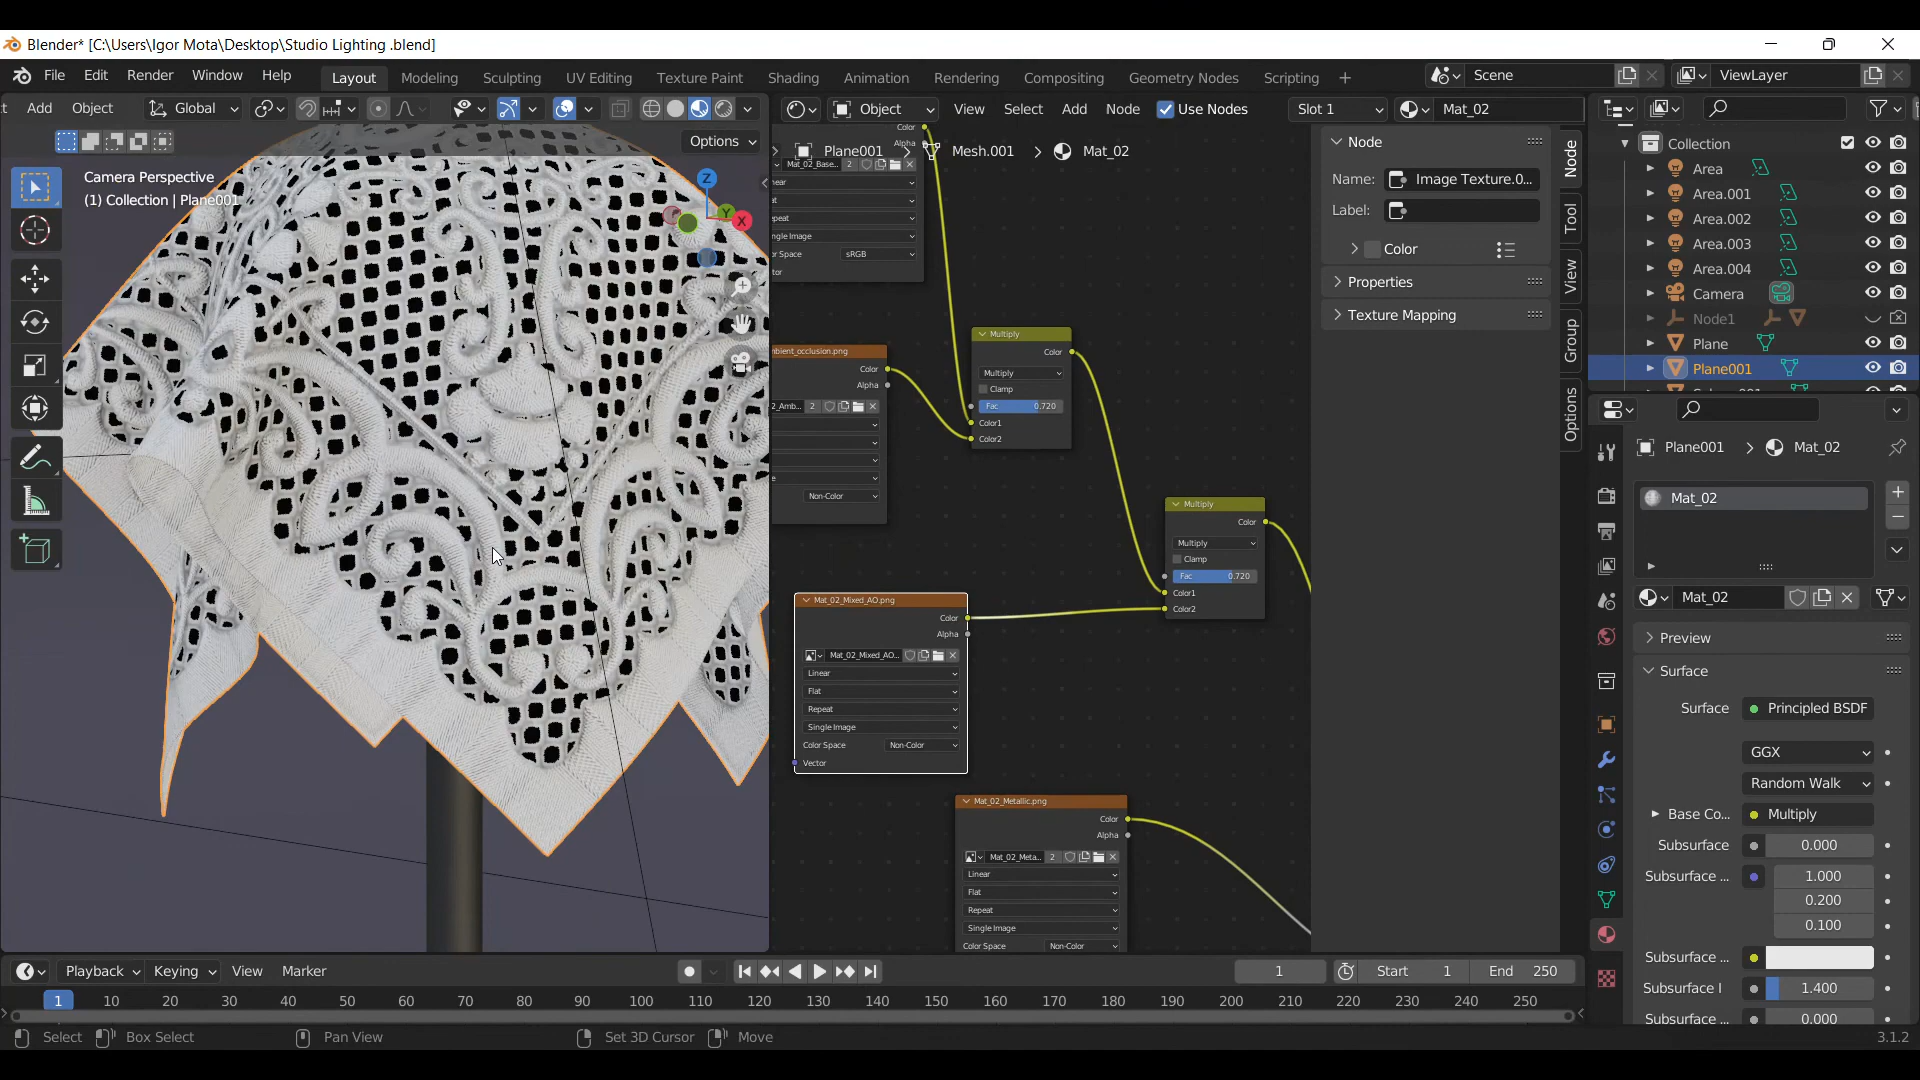 Blender* [C:\Users\Igor Mota\Desktop\Studio Lighting .blend]
File Edit Render Window Help
Layout Modeling Sculpting UV Editing Texture Paint Shading Animation Rendering Compositing Geometry Nodes Scripting +
Scene
ViewLayer
Add Object Global
Object View Select Add Node Use Nodes Slot 1 Mat_02
Options
Camera Perspective
(1) Collection | Plane001
Z
Y
X
Color
Alpha
Plane001 > Mesh.001 > Mat_02
Mat_02_Base... 2
sRGB
Color
Alpha
Non-Color
Multiply
Color
Multiply
Clamp
Fac 0.720
Color1
Color2
Multiply
Color
Multiply
Clamp
Fac 0.720
Color1
Color2
Mat_02_Mixed_AO.png
Color
Alpha
Mat_02_Mixed_AO...
Linear
Flat
Repeat
Single Image
Color Space Non-Color
Vector
Mat_02_Metallic.png
Color
Alpha
Mat_02_Meta... 2
Linear
Flat
Repeat
Single Image
Color Space Non-Color
Node
Name: Image Texture.0...
Label:
Color
Properties
Texture Mapping
Node
Tool
View
Group
Options
Collection
Area
Area.001
Area.002
Area.003
Area.004
Camera
Node1
Plane
Plane001
Plane001 > Mat_02
Mat_02
Mat_02
Preview
Surface
Surface Principled BSDF
GGX
Random Walk
Base Co... Multiply
Subsurface 0.000
Subsurface ... 1.000
0.200
0.100
Subsurface ...
Subsurface I 1.400
Subsurface ... 0.000
Playback Keying View Marker
1 Start 1 End 250
1 10 20 30 40 50 60 70 80 90 100 110 120 130 140 150 160 170 180 190 200 210 220 230 240 250
Select Box Select Pan View Set 3D Cursor Move 3.1.2